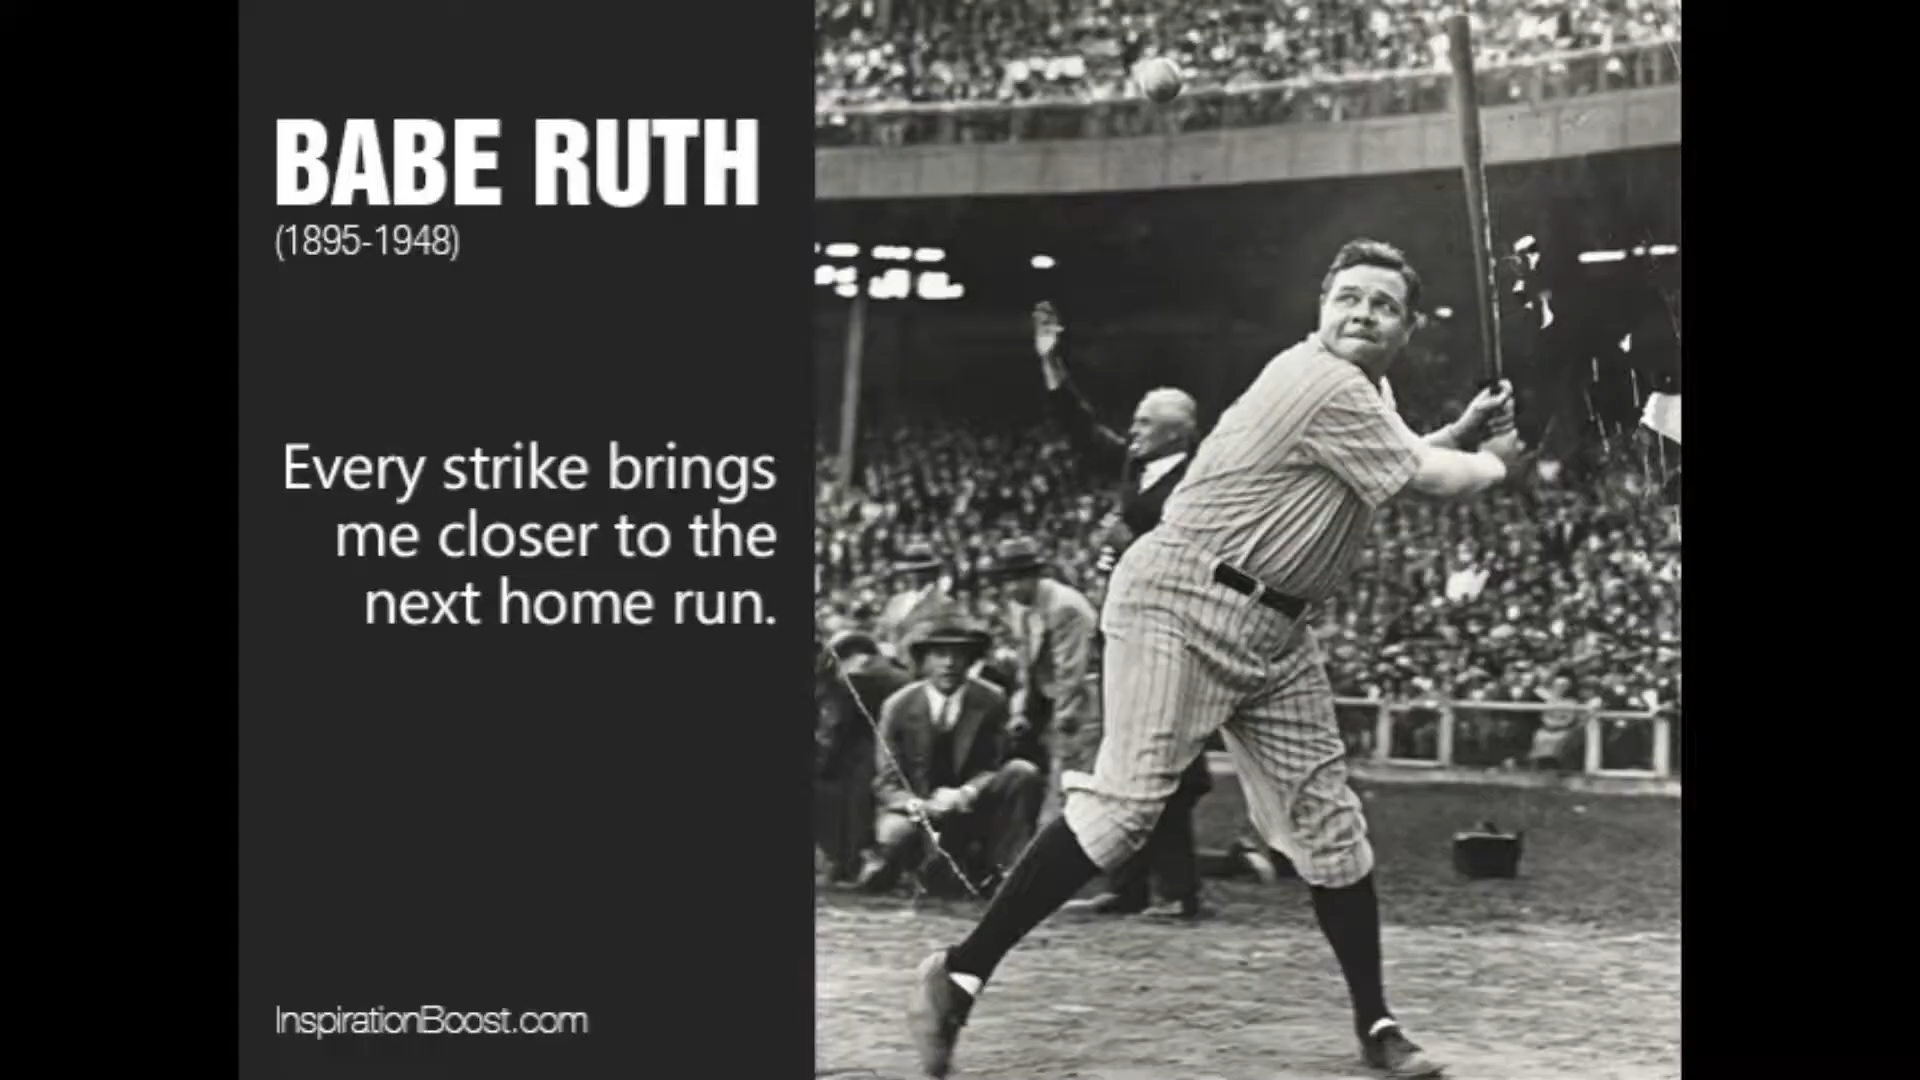 BABE RUTH
(1895-1948)
Every strike brings
me closer to the
next home run.
InspirationBoost.com